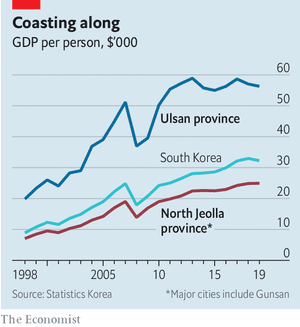 Coasting along
GDP per person, $'000
60
50
Ulsan province
40
South Korea
30
20
North Jeolla
province*
10
0
1998 2005 10 15 19
Source: Statistics Korea *Major cities include Gunsan
The Economist